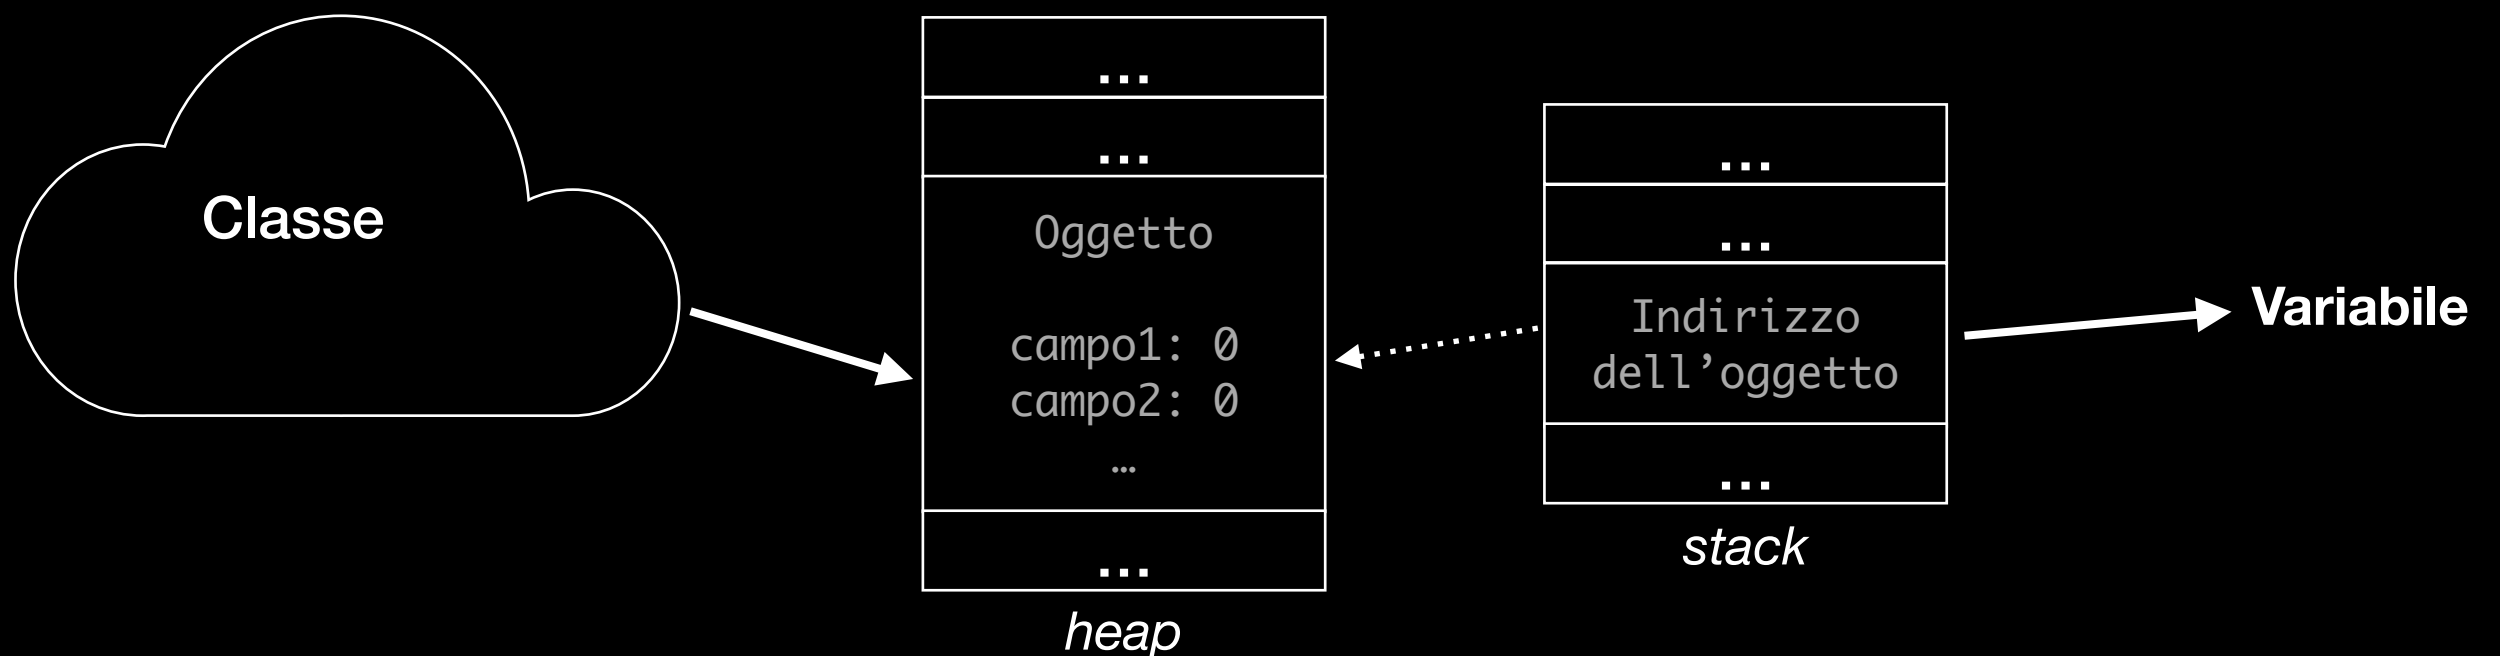 Classe
...
...
Oggetto
campo1: 0
campo2: 0
…
...
heap
...
...
Indirizzo
dell’oggetto
...
stack
Variabile